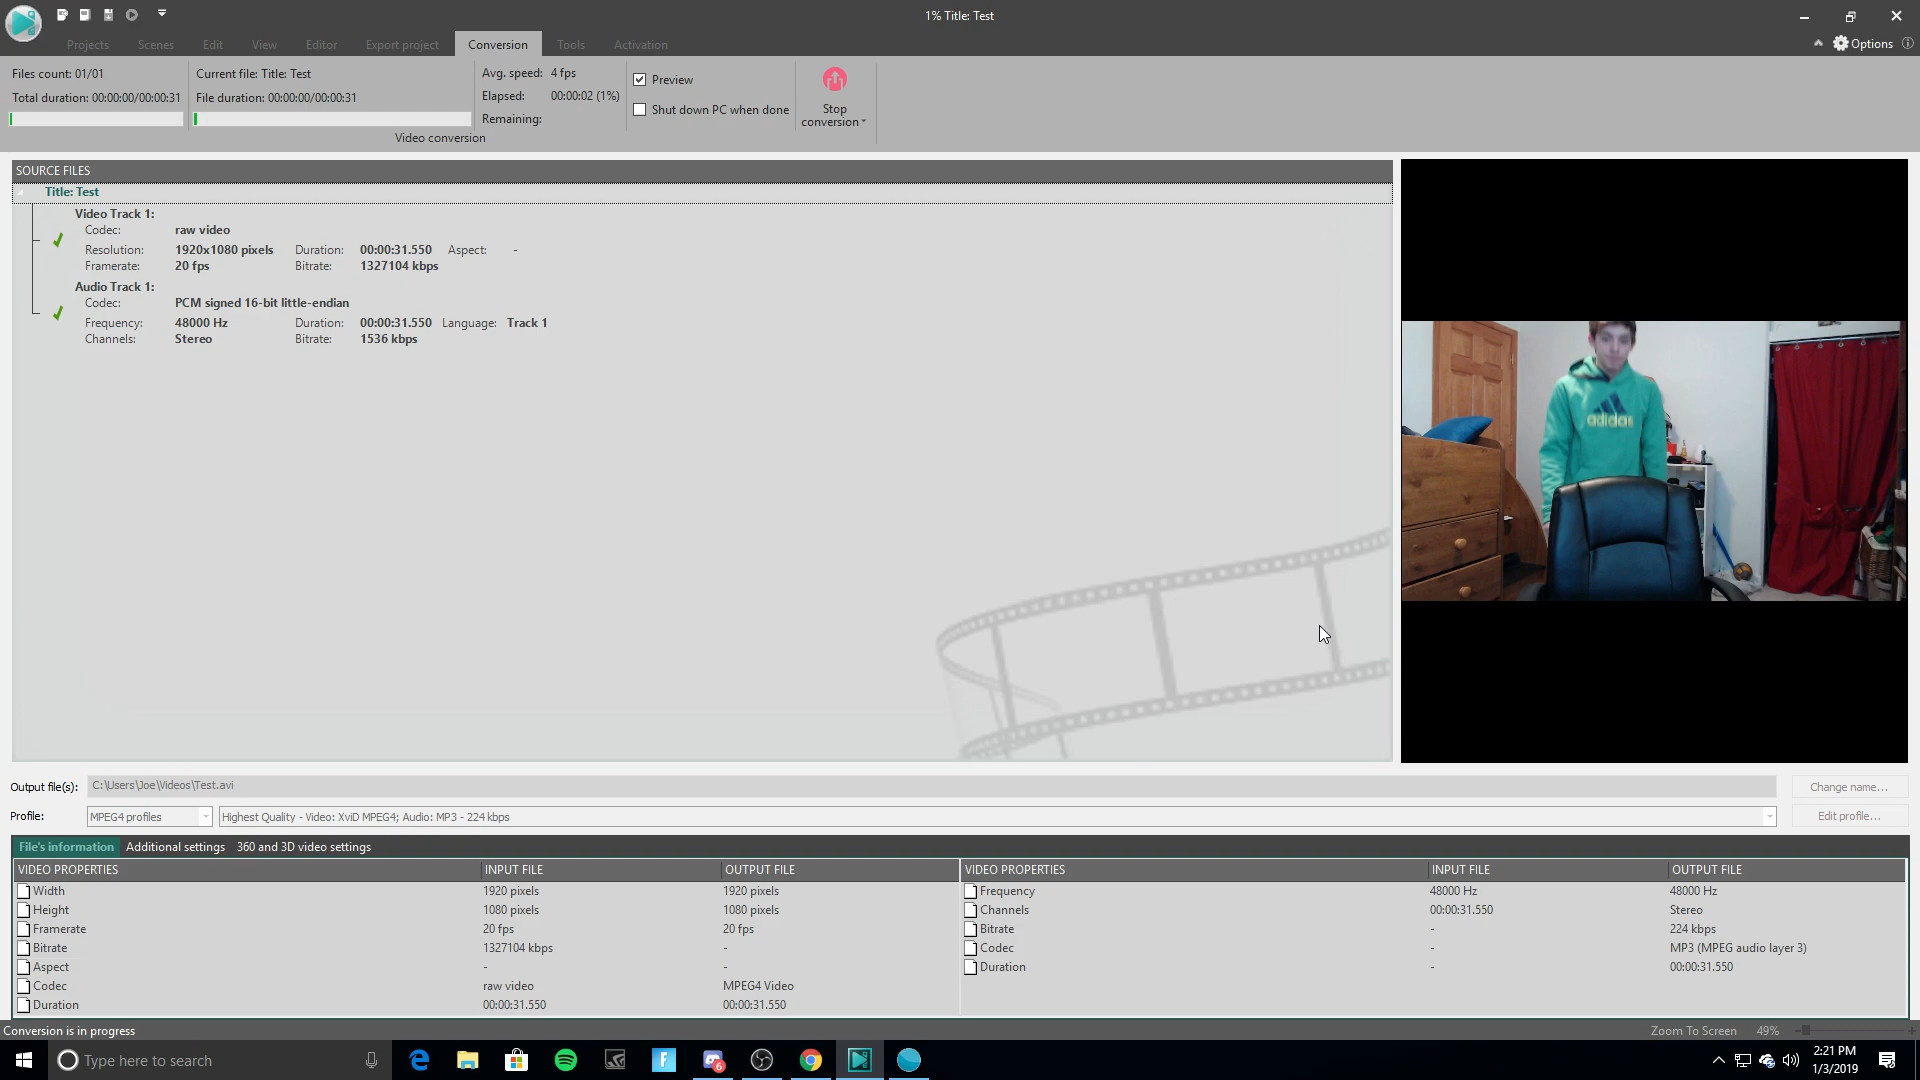 1% Title: Test
Projects Scenes Edit View Editor Export project Conversion Tools Activation Options
Files count: 01/01
Total duration: 00:00:00/00:00:31
Current file: Title: Test
File duration: 00:00:00/00:00:31
Avg. speed: 4 fps
Elapsed: 00:00:02 (1%)
Remaining:
Preview
Shut down PC when done
Stop
conversion
Video conversion
SOURCE FILES
Title: Test
Video Track 1:
Codec: raw video
Resolution: 1920x1080 pixels Duration: 00:00:31.550 Aspect: -
Framerate: 20 fps Bitrate: 1327104 kbps
Audio Track 1:
Codec: PCM signed 16-bit little-endian
Frequency: 48000 Hz Duration: 00:00:31.550 Language: Track 1
Channels: Stereo Bitrate: 1536 kbps
adidas
Output file(s): C:\Users\Joe\Videos\Test.avi Change name...
Profile: MPEG4 profiles Highest Quality - Video: XviD MPEG4; Audio: MP3 - 224 kbps Edit profile...
File's information Additional settings 360 and 3D video settings
VIDEO PROPERTIES INPUT FILE OUTPUT FILE
Width 1920 pixels 1920 pixels
Height 1080 pixels 1080 pixels
Framerate 20 fps 20 fps
Bitrate 1327104 kbps -
Aspect - -
Codec raw video MPEG4 Video
Duration 00:00:31.550 00:00:31.550
VIDEO PROPERTIES INPUT FILE OUTPUT FILE
Frequency 48000 Hz 48000 Hz
Channels 00:00:31.550 Stereo
Bitrate - 224 kbps
Codec - MP3 (MPEG audio layer 3)
Duration - 00:00:31.550
Conversion is in progress Zoom To Screen 49%
Type here to search
6
2:21 PM
1/3/2019